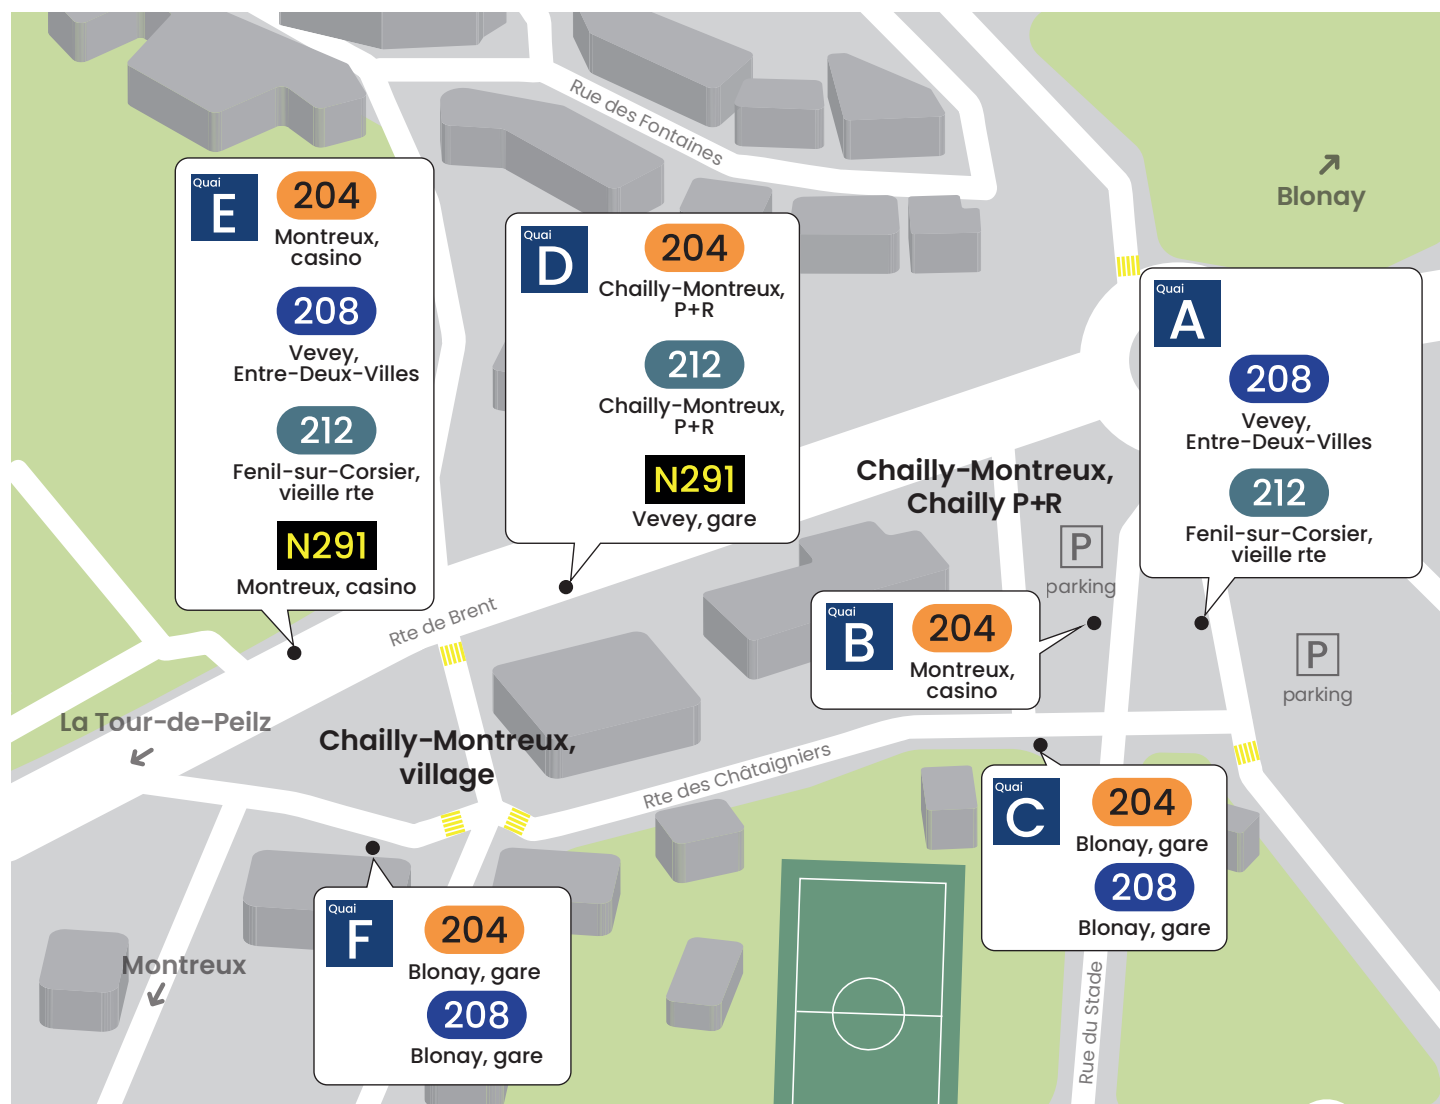 Rue des Fontaines
Blonay
Quai
E
204
Montreux,
casino
208
Vevey,
Entre-Deux-Villes
212
Fenil-sur-Corsier,
vieille rte
N291
Montreux, casino
Quai
D
204
Chailly-Montreux,
P+R
212
Chailly-Montreux,
P+R
N291
Vevey, gare
Quai
A
208
Vevey,
Entre-Deux-Villes
212
Fenil-sur-Corsier,
vieille rte
Chailly-Montreux,
Chailly P+R
P
parking
Quai
B
204
Montreux,
casino
P
parking
Rte de Brent
La Tour-de-Peilz
Chailly-Montreux,
village
Rte des Châtaigniers
Quai
C
204
Blonay, gare
208
Blonay, gare
Quai
F
204
Blonay, gare
208
Blonay, gare
Montreux
Rue du Stade